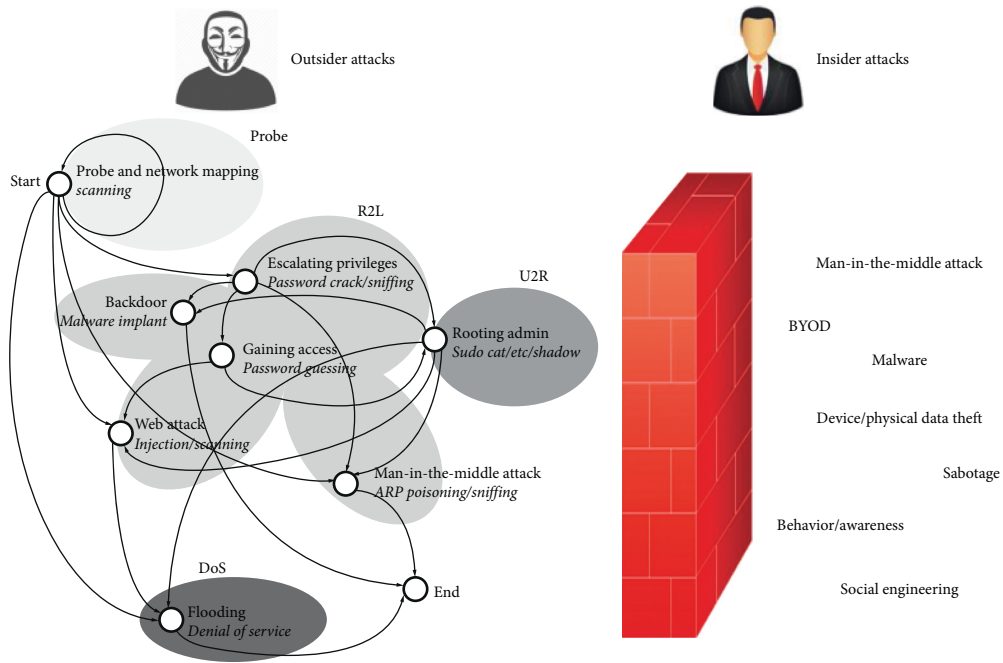 Outsider attacks
Insider attacks
Probe
Start
Probe and network mapping
scanning
R2L
Escalating privileges
Password crack/sniffing
U2R
Backdoor
Malware implant
Rooting admin
Sudo cat/etc/shadow
Gaining access
Password guessing
Web attack
Injection/scanning
Man-in-the-middle attack
ARP poisoning/sniffing
DoS
End
Flooding
Denial of service
Man-in-the-middle attack
BYOD
Malware
Device/physical data theft
Sabotage
Behavior/awareness
Social engineering